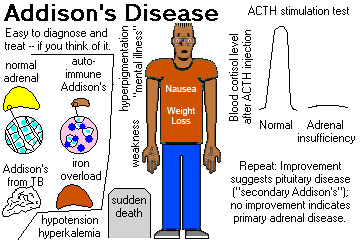 Addison's Disease
Easy to diagnose and
treat -- if you think of it.
normal
adrenal
auto-
immune
Addison's
Addison's
from TB
iron
overload
hypotension
hyperkalemia
hyperpigmentation
"mental illness"
weakness
sudden
death
Nausea
Weight
Loss
ACTH stimulation test
Blood cortisol level
after ACTH injection
Normal
Adrenal
insufficiency
Repeat: Improvement
suggests pituitary disease
("secondary Addison's");
no improvement indicates
primary adrenal disease.